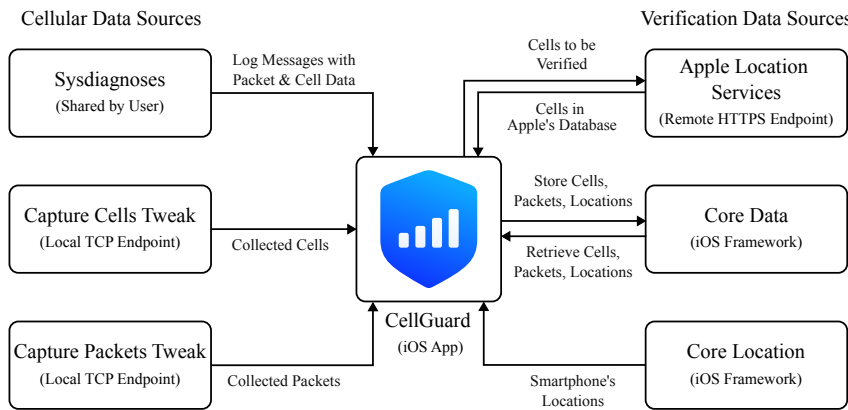 Cellular Data Sources
Verification Data Sources
Sysdiagnoses
(Shared by User)
Log Messages with
Packet & Cell Data
Cells to be
Verified
Cells in
Apple's Database
Apple Location
Services
(Remote HTTPS Endpoint)
Capture Cells Tweak
(Local TCP Endpoint)
Collected Cells
Store Cells,
Packets, Locations
Retrieve Cells,
Packets, Locations
Core Data
(iOS Framework)
CellGuard
(iOS App)
Capture Packets Tweak
(Local TCP Endpoint)
Collected Packets
Smartphone's
Locations
Core Location
(iOS Framework)